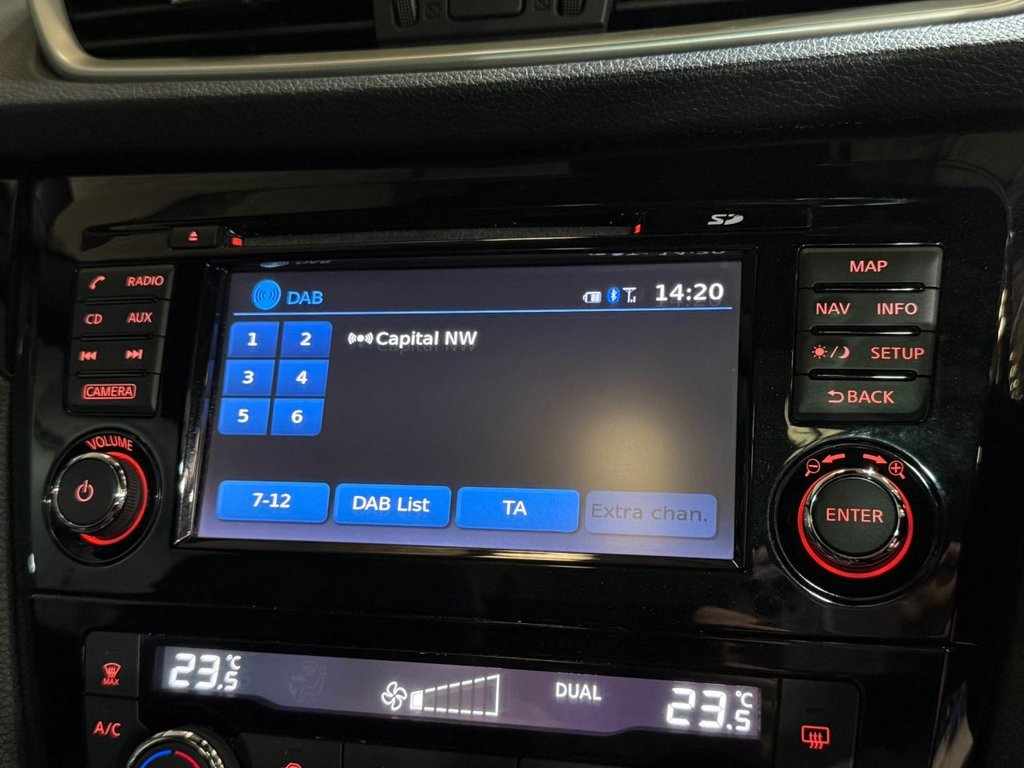 SD
RADIO
CD AUX
CAMERA
VOLUME
DAB 14:20
1 2 Capital NW
3 4
5 6
7-12 DAB List TA Extra chan.
MAP
NAV INFO
SETUP
BACK
ENTER
MAX
A/C
23.5°C DUAL 23.5°C